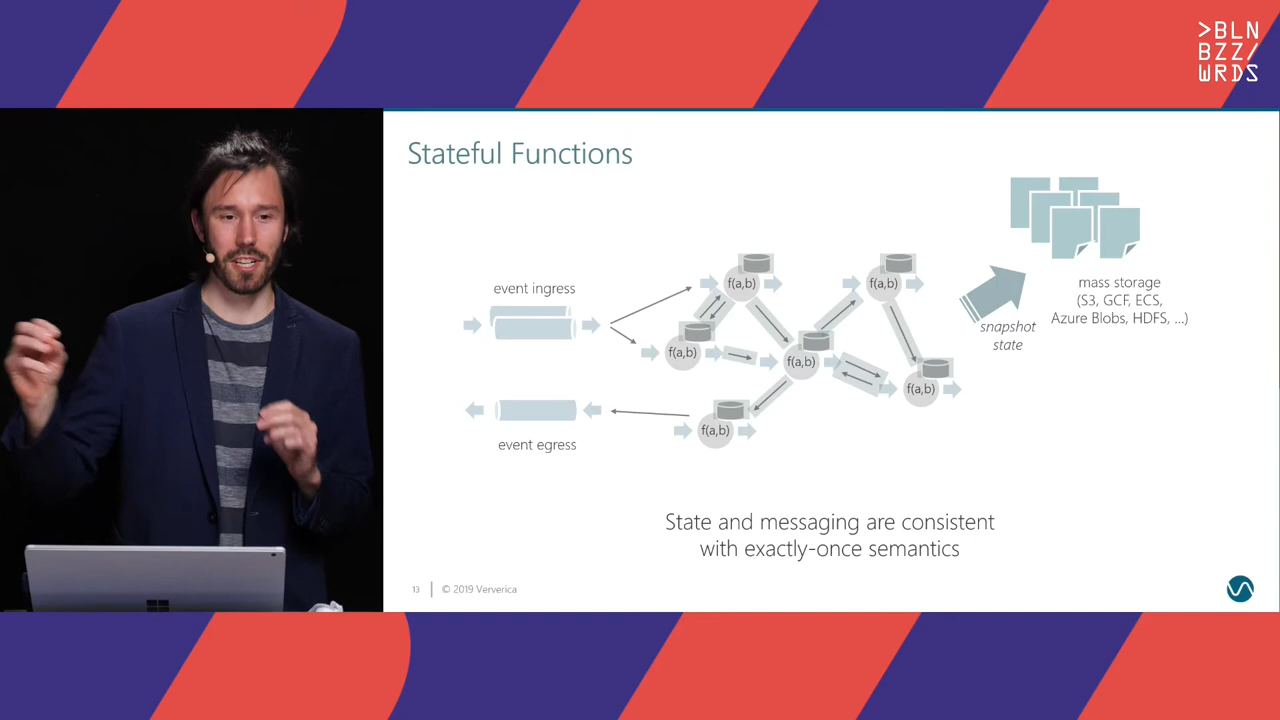 >BLN
BZZ/
WRDS
Stateful Functions
event ingress
f(a,b)
f(a,b)
f(a,b)
f(a,b)
f(a,b)
f(a,b)
event egress
snapshot
state
mass storage
(S3, GCF, ECS,
Azure Blobs, HDFS, ...)
State and messaging are consistent
with exactly-once semantics
13
© 2019 Ververica